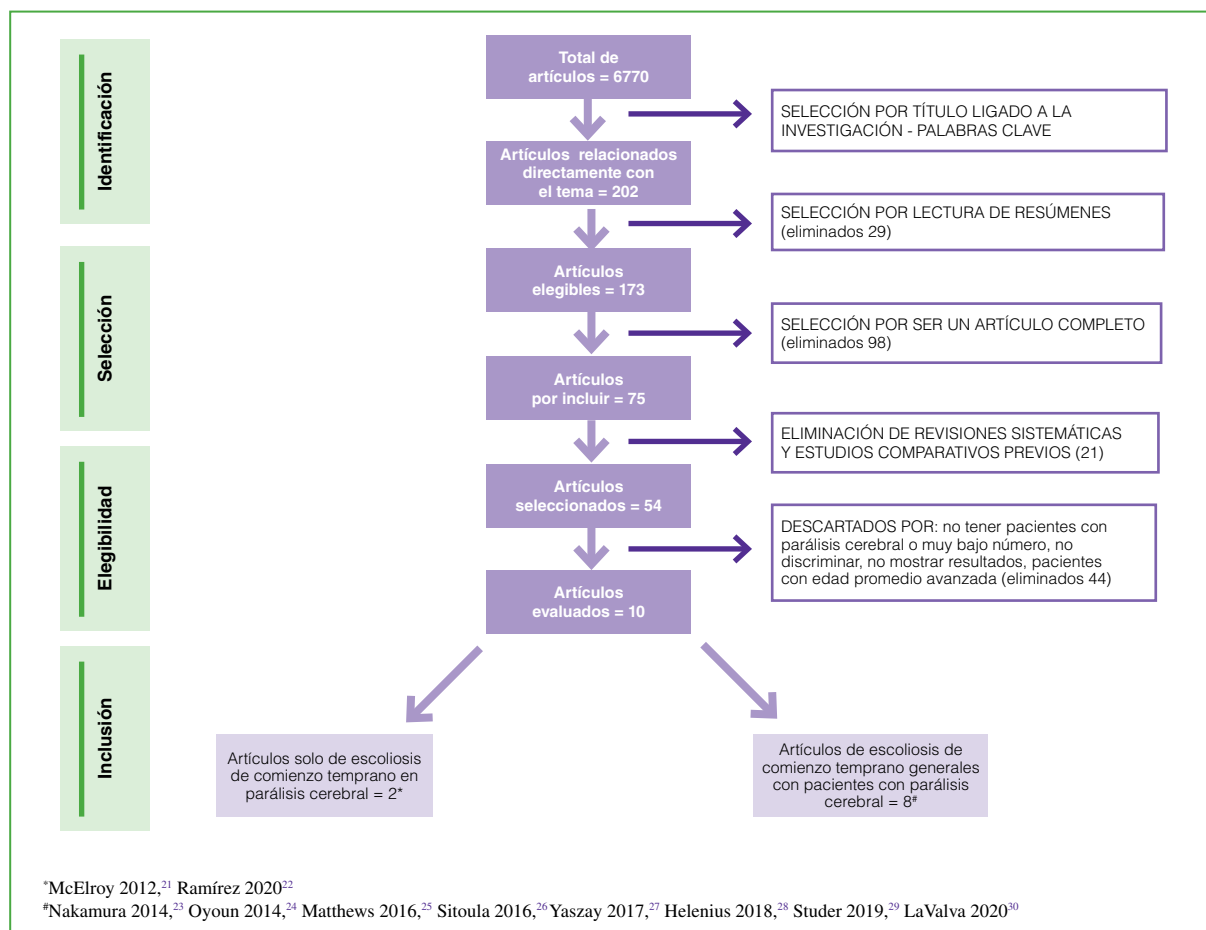 Identificación
Total de
artículos = 6770
SELECCIÓN POR TÍTULO LIGADO A LA
INVESTIGACIÓN - PALABRAS CLAVE
Artículos relacionados
directamente con
el tema = 202
SELECCIÓN POR LECTURA DE RESÚMENES
(eliminados 29)
Selección
Artículos
elegibles = 173
SELECCIÓN POR SER UN ARTÍCULO COMPLETO
(eliminados 98)
Artículos
por incluir = 75
ELIMINACIÓN DE REVISIONES SISTEMÁTICAS
Y ESTUDIOS COMPARATIVOS PREVIOS (21)
Elegibilidad
Artículos
seleccionados = 54
DESCARTADOS POR: no tener pacientes con
parálisis cerebral o muy bajo número, no
discriminar, no mostrar resultados, pacientes
con edad promedio avanzada (eliminados 44)
Artículos
evaluados = 10
Inclusión
Artículos solo de escoliosis
de comienzo temprano en
parálisis cerebral = 2*
Artículos de escoliosis de
comienzo temprano generales
con pacientes con parálisis
cerebral = 8#
*McElroy 2012,21 Ramírez 202022
#Nakamura 2014,23 Oyoun 2014,24 Matthews 2016,25 Sitoula 2016,26 Yaszay 2017,27 Helenius 2018,28 Studer 2019,29 LaValva 202030